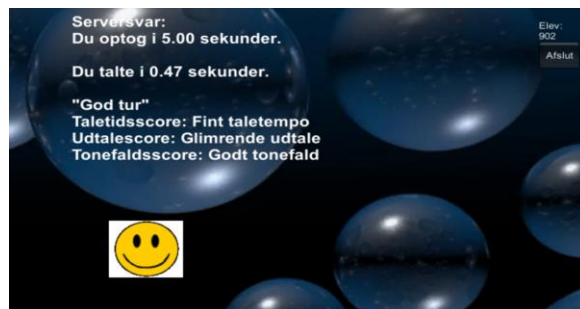 Serversvar:
Du optog i 5.00 sekunder.
Du talte i 0.47 sekunder.
"God tur"
Taletidsscore: Fint taletempo
Udtalescore: Glimrende udtale
Tonefaldsscore: Godt tonefald
Elev:
902
Afslut